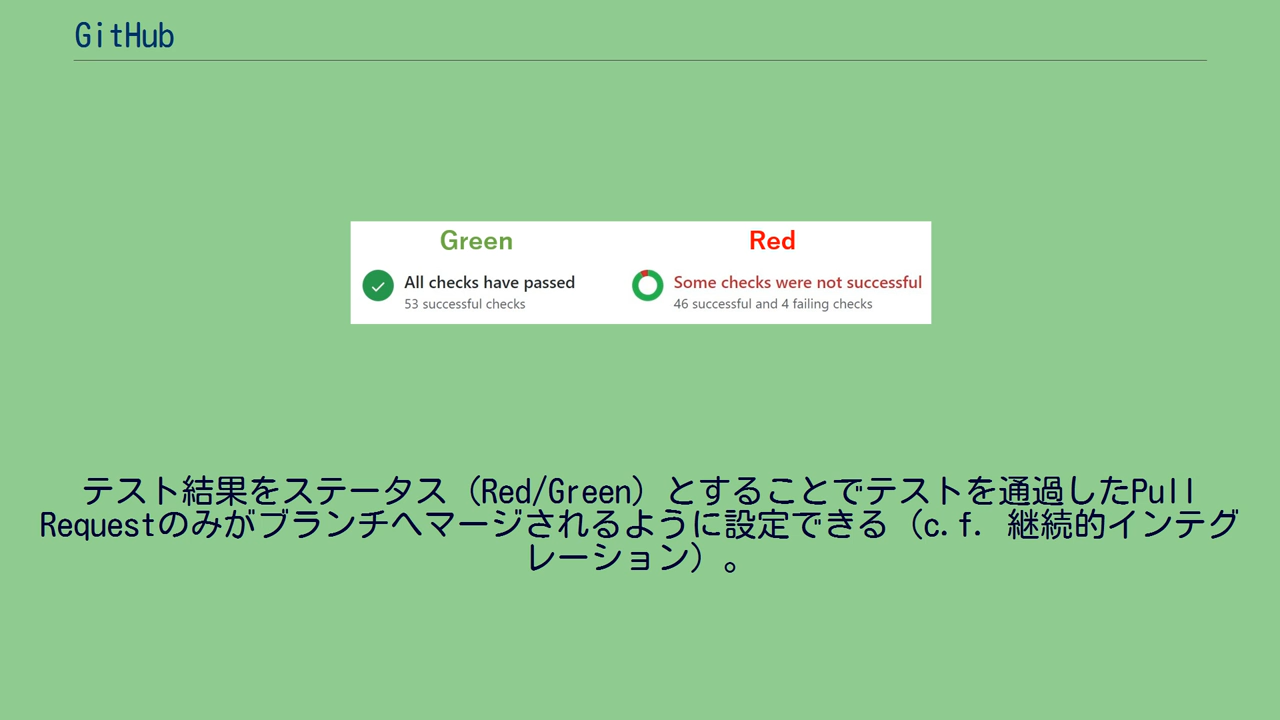 GitHub
Green
Red
All checks have passed
53 successful checks
Some checks were not successful
46 successful and 4 failing checks
テスト結果をステータス（Red/Green）とすることでテストを通過したPull
Requestのみがブランチへマージされるように設定できる（c.f. 継続的インテグ
レーション）。